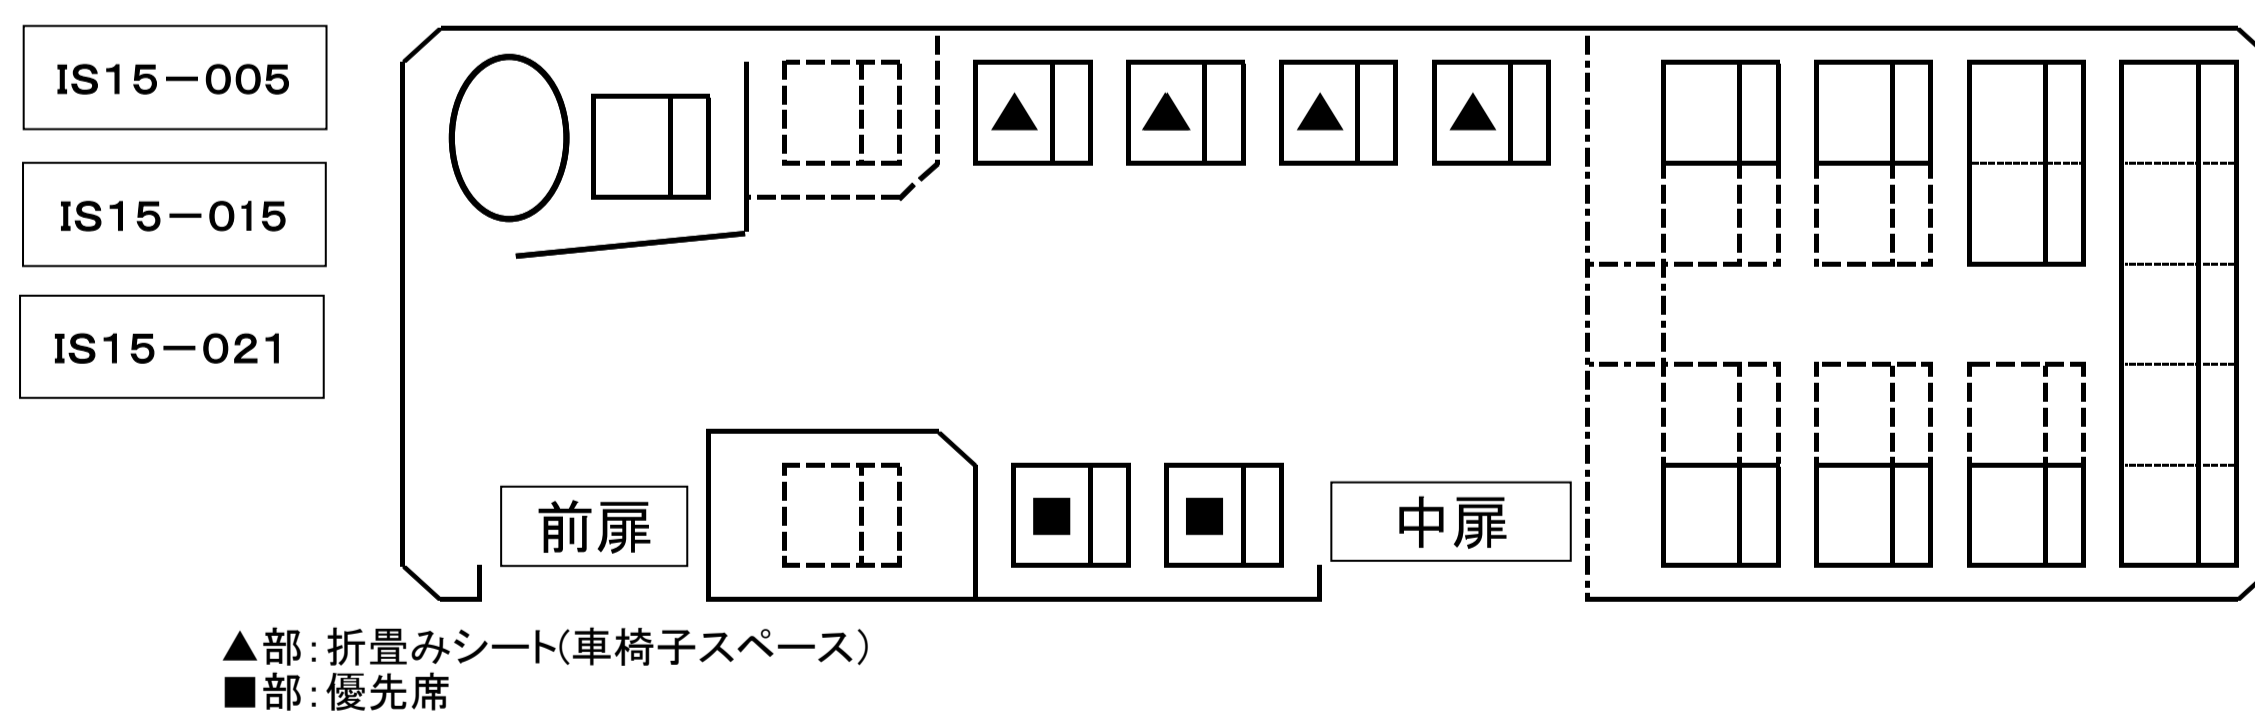 IS15－005
IS15－015
IS15－021
前扉
中扉
▲部:折畳みシート(車椅子スペース)
■部:優先席